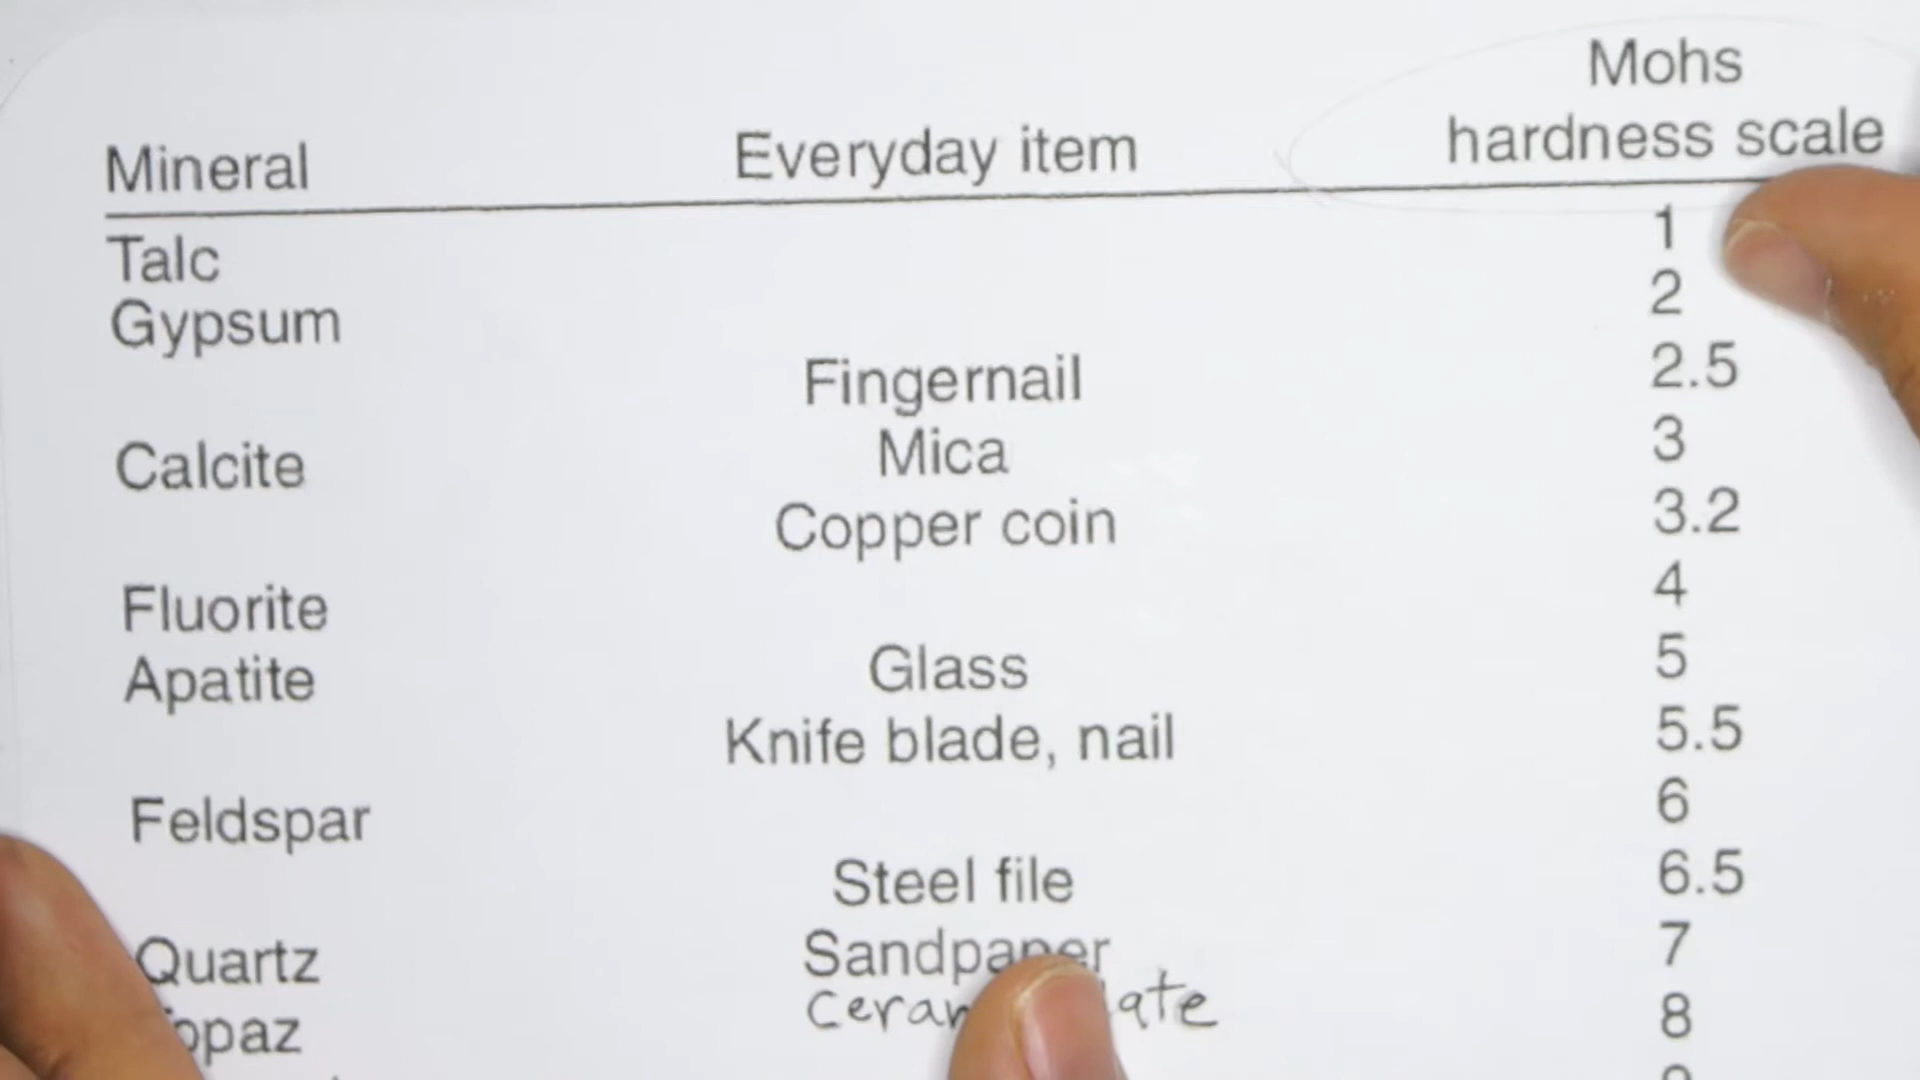 Mohs
Mineral Everyday item hardness scale
Talc 1
Gypsum 2
Fingernail 2.5
Calcite Mica 3
Copper coin 3.2
Fluorite 4
Apatite Glass 5
Knife blade, nail 5.5
Feldspar 6
Steel file 6.5
Quartz Sandpaper 7
Topaz 8